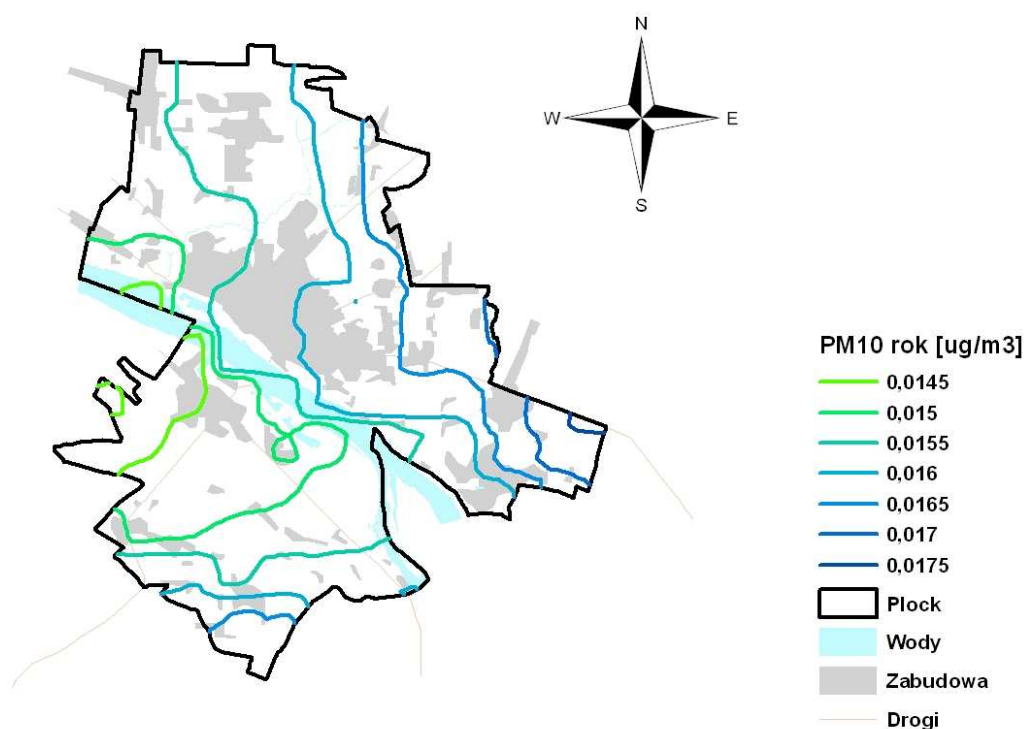 N
W
E
S
PM10 rok [ug/m3]
0,0145
0,015
0,0155
0,016
0,0165
0,017
0,0175
Plock
Wody
Zabudowa
Drogi